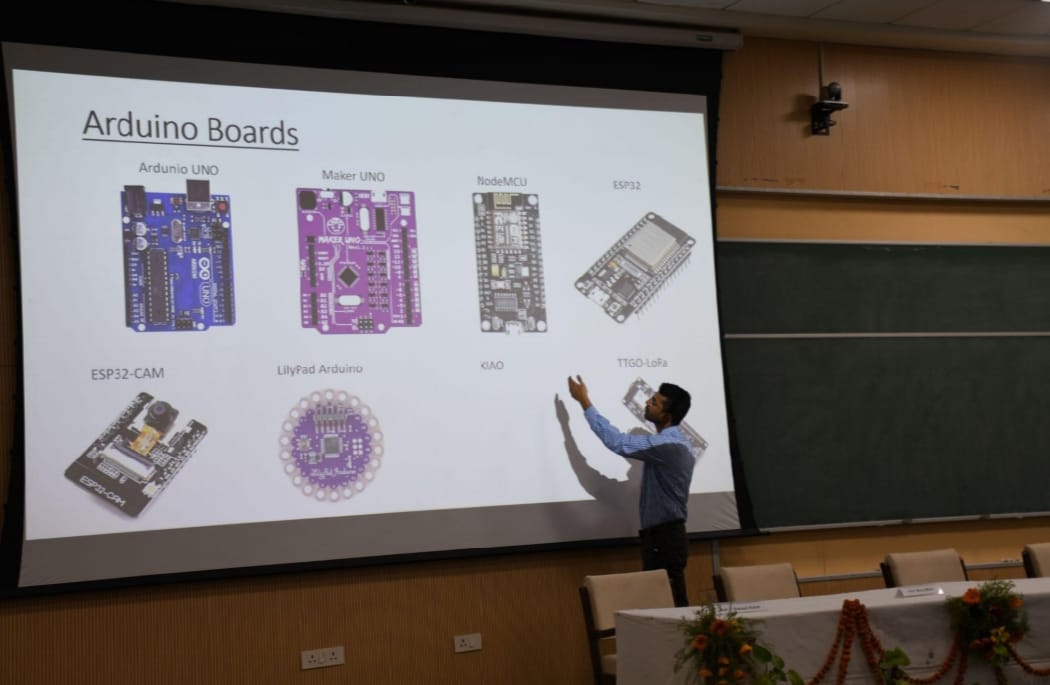 Arduino Boards
Ardunio UNO
Maker UNO
NodeMCU
ESP32
UNO
ARDUINO
MAKER UNO
ESP32-CAM
LilyPad Arduino
XIAO
TTGO-LoRa
ESP32-CAM
LilyPad Arduino